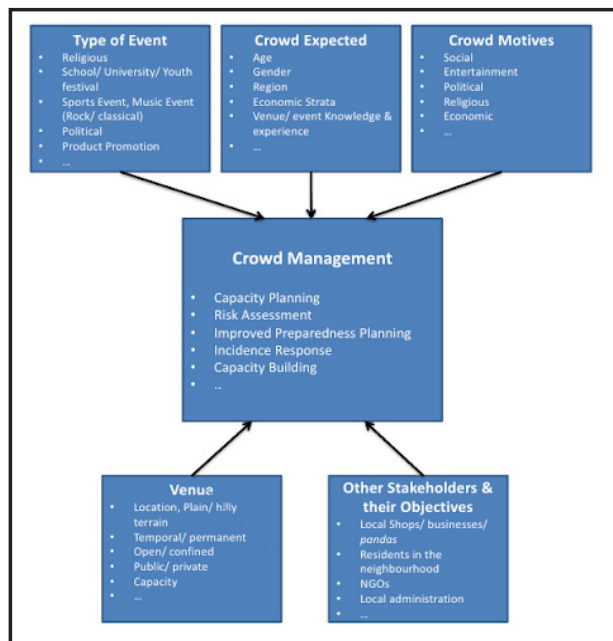 Type of Event
• Religious
• School/ University/ Youth
festival
• Sports Event, Music Event
(Rock/ classical)
• Political
• Product Promotion
• ...
Crowd Expected
• Age
• Gender
• Region
• Economic Strata
• Venue/ event Knowledge &
experience
• ...
Crowd Motives
• Social
• Entertainment
• Political
• Religious
• Economic
• ...
Crowd Management
• Capacity Planning
• Risk Assessment
• Improved Preparedness Planning
• Incidence Response
• Capacity Building
• ..
Venue
• Location, Plain/ hilly
terrain
• Temporal/ permanent
• Open/ confined
• Public/ private
• Capacity
• ...
Other Stakeholders &
their Objectives
• Local Shops/ businesses/
pandas
• Residents in the
neighbourhood
• NGOs
• Local administration
• ...